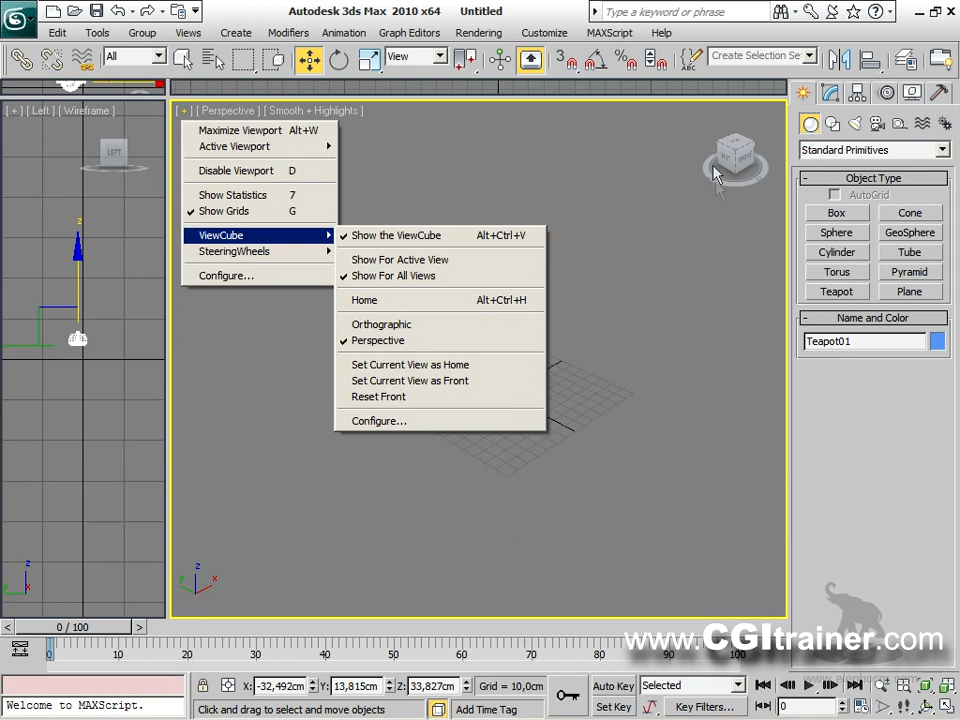 Autodesk 3ds Max 2010 x64 Untitled
Type a keyword or phrase
Edit Tools Group Views Create Modifiers Animation Graph Editors Rendering Customize MAXScript Help
All
View
3
Create Selection Se
[ + ] [ Left ] [ Wireframe ]
[ + ] [ Perspective ] [ Smooth + Highlights ]
Maximize Viewport Alt+W
Active Viewport
Disable Viewport D
Show Statistics 7
Show Grids G
ViewCube
SteeringWheels
Configure...
Show the ViewCube Alt+Ctrl+V
Show For Active View
Show For All Views
Home Alt+Ctrl+H
Orthographic
Perspective
Set Current View as Home
Set Current View as Front
Reset Front
Configure...
LEFT
z
z
y
x
z
y
x
Standard Primitives
Object Type
AutoGrid
Box Cone
Sphere GeoSphere
Cylinder Tube
Torus Pyramid
Teapot Plane
Name and Color
Teapot01
0 / 100
0 10 20 30 40 50 60 70 80 90 100
www.CGItrainer.com
X: -32,492cm Y: 13,815cm Z: 33,827cm Grid = 10,0cm
Auto Key Selected
Set Key Key Filters... 0
Welcome to MAXScript.
Click and drag to select and move objects
Add Time Tag